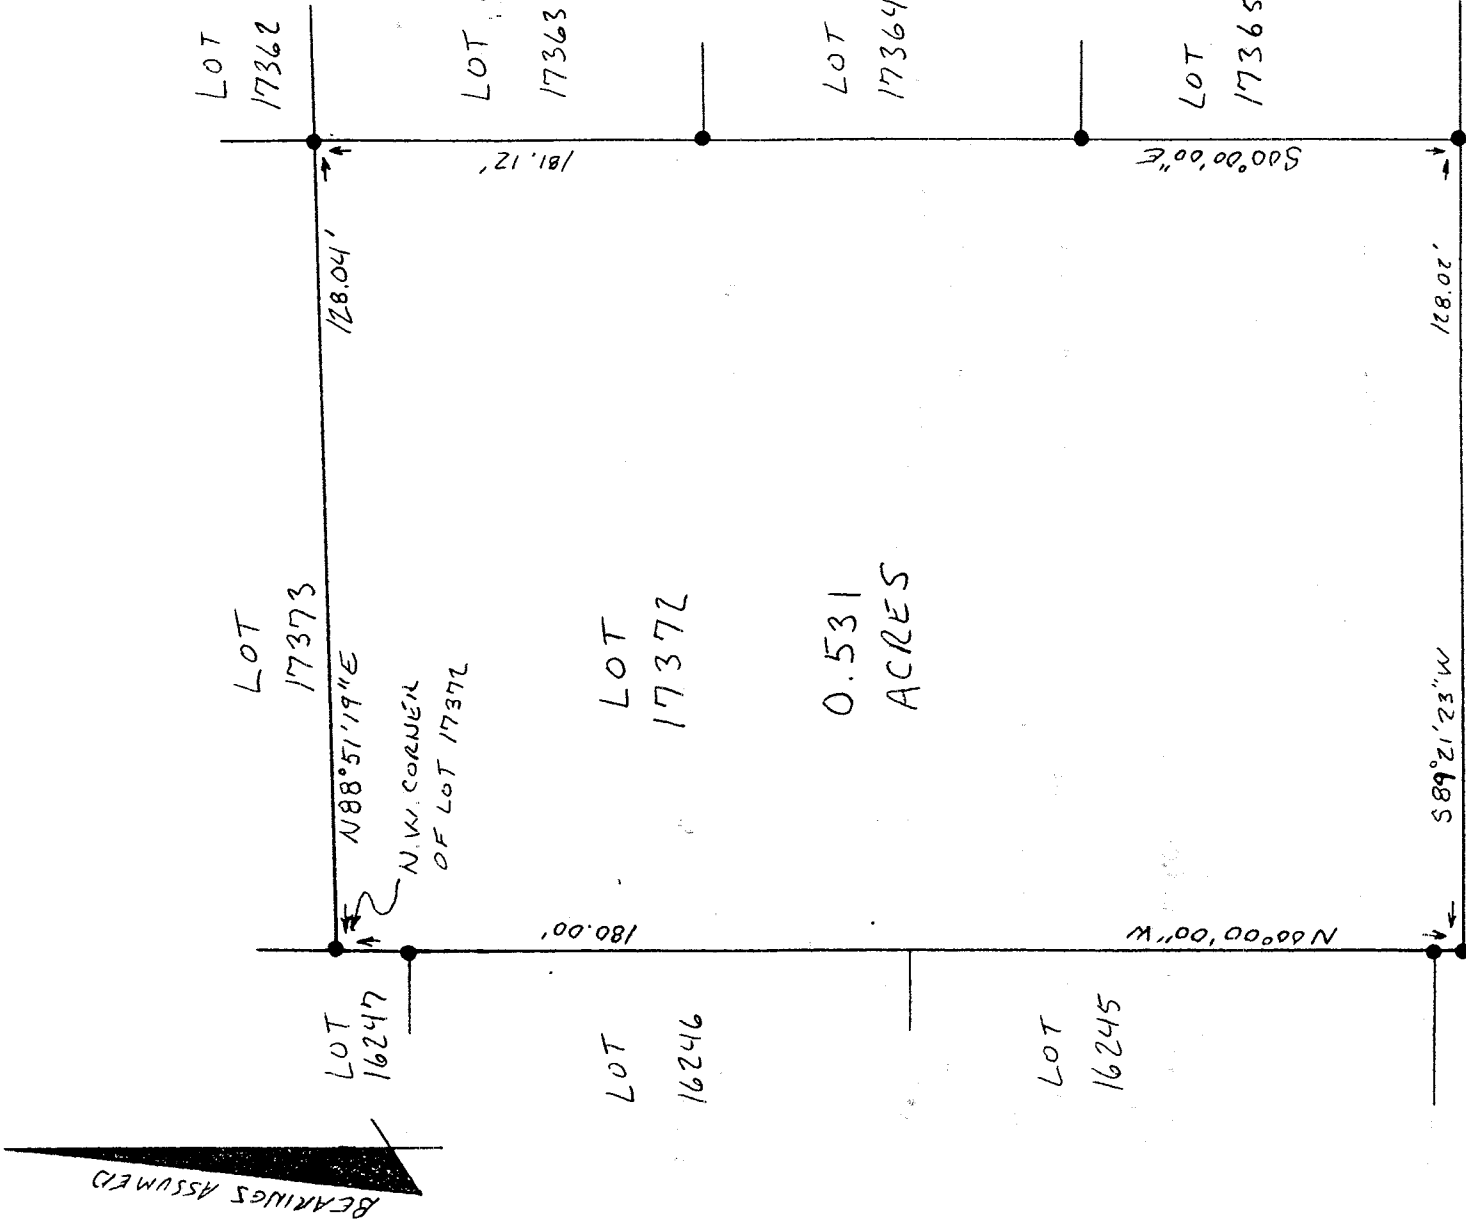 LOT
17362
LOT
17363
LOT
17364
LOT
17365
181.12'
S00°00'00"E
128.04'
128.02'
LOT
17373
N88°51'19"E
N.W. CORNER
OF LOT 17372
LOT
17372
0.531
ACRES
S89°21'23"W
180.00'
N00°00'00"W
LOT
16247
LOT
16246
LOT
16245
BEARINGS ASSUMED